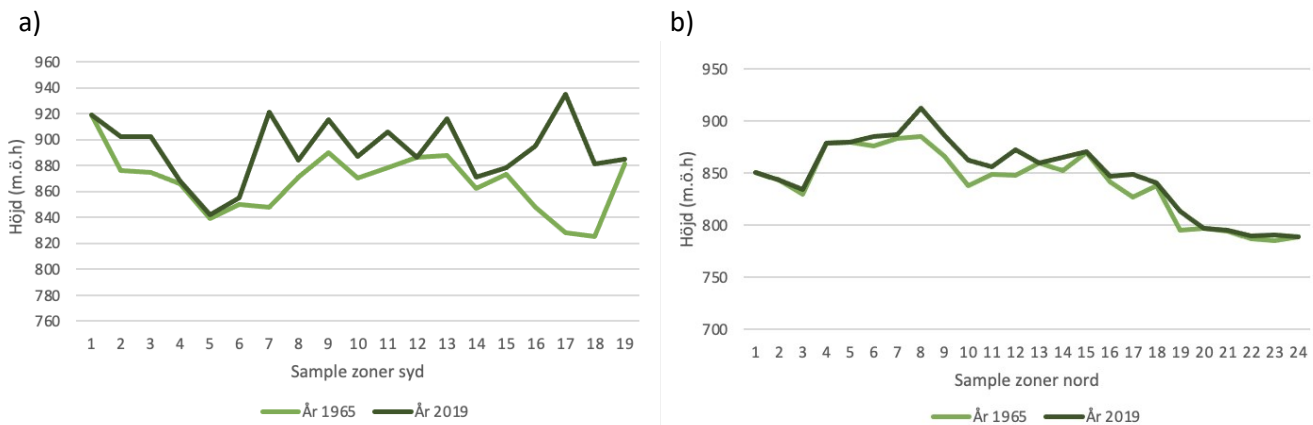 a)
960
940
920
900
880
860
840
820
800
780
760
Höjd (m.ö.h)
1 2 3 4 5 6 7 8 9 10 11 12 13 14 15 16 17 18 19
Sample zoner syd
År 1965 År 2019
b)
950
900
850
800
750
700
Höjd (m.ö.h)
1 2 3 4 5 6 7 8 9 10 11 12 13 14 15 16 17 18 19 20 21 22 23 24
Sample zoner nord
År 1965 År 2019